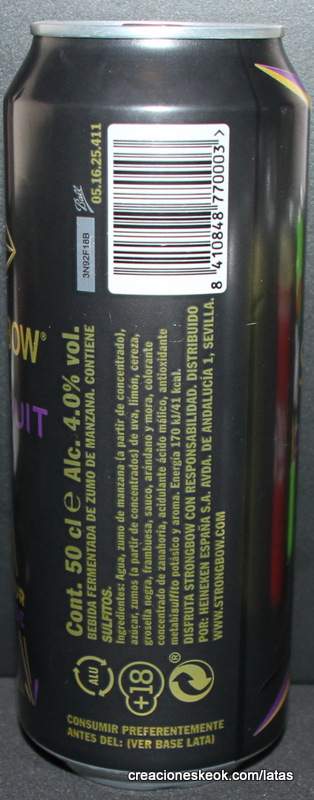 LOW®
UIT
Ball
05.16.25.411
3N92F18B
8 410848 770003 >
Cont. 50 cl e Alc. 4.0% vol.
BEBIDA FERMENTADA DE ZUMO DE MANZANA. CONTIENE
SULFITOS.
Ingredientes: Agua, zumo de manzana (a partir de concentrado),
azúcar, zumos (a partir de concentrados) de uva, limón, cereza,
grosella negra, frambuesa, sauco, arándano y mora, colorante
concentrado de zanahoria, acidulante ácido málico, antioxidante
metabisulfito potásico y aroma. Energía 170 kJ/41 kcal.
DISFRUTA STRONGBOW CON RESPONSABILIDAD. DISTRIBUIDO
POR: HEINEKEN ESPAÑA S.A. AVDA. DE ANDALUCÍA 1, SEVILLA.
WWW.STRONGBOW.COM
ALU
+18
®
CONSUMIR PREFERENTEMENTE
ANTES DEL: (VER BASE LATA)
creacioneskeok.com/latas